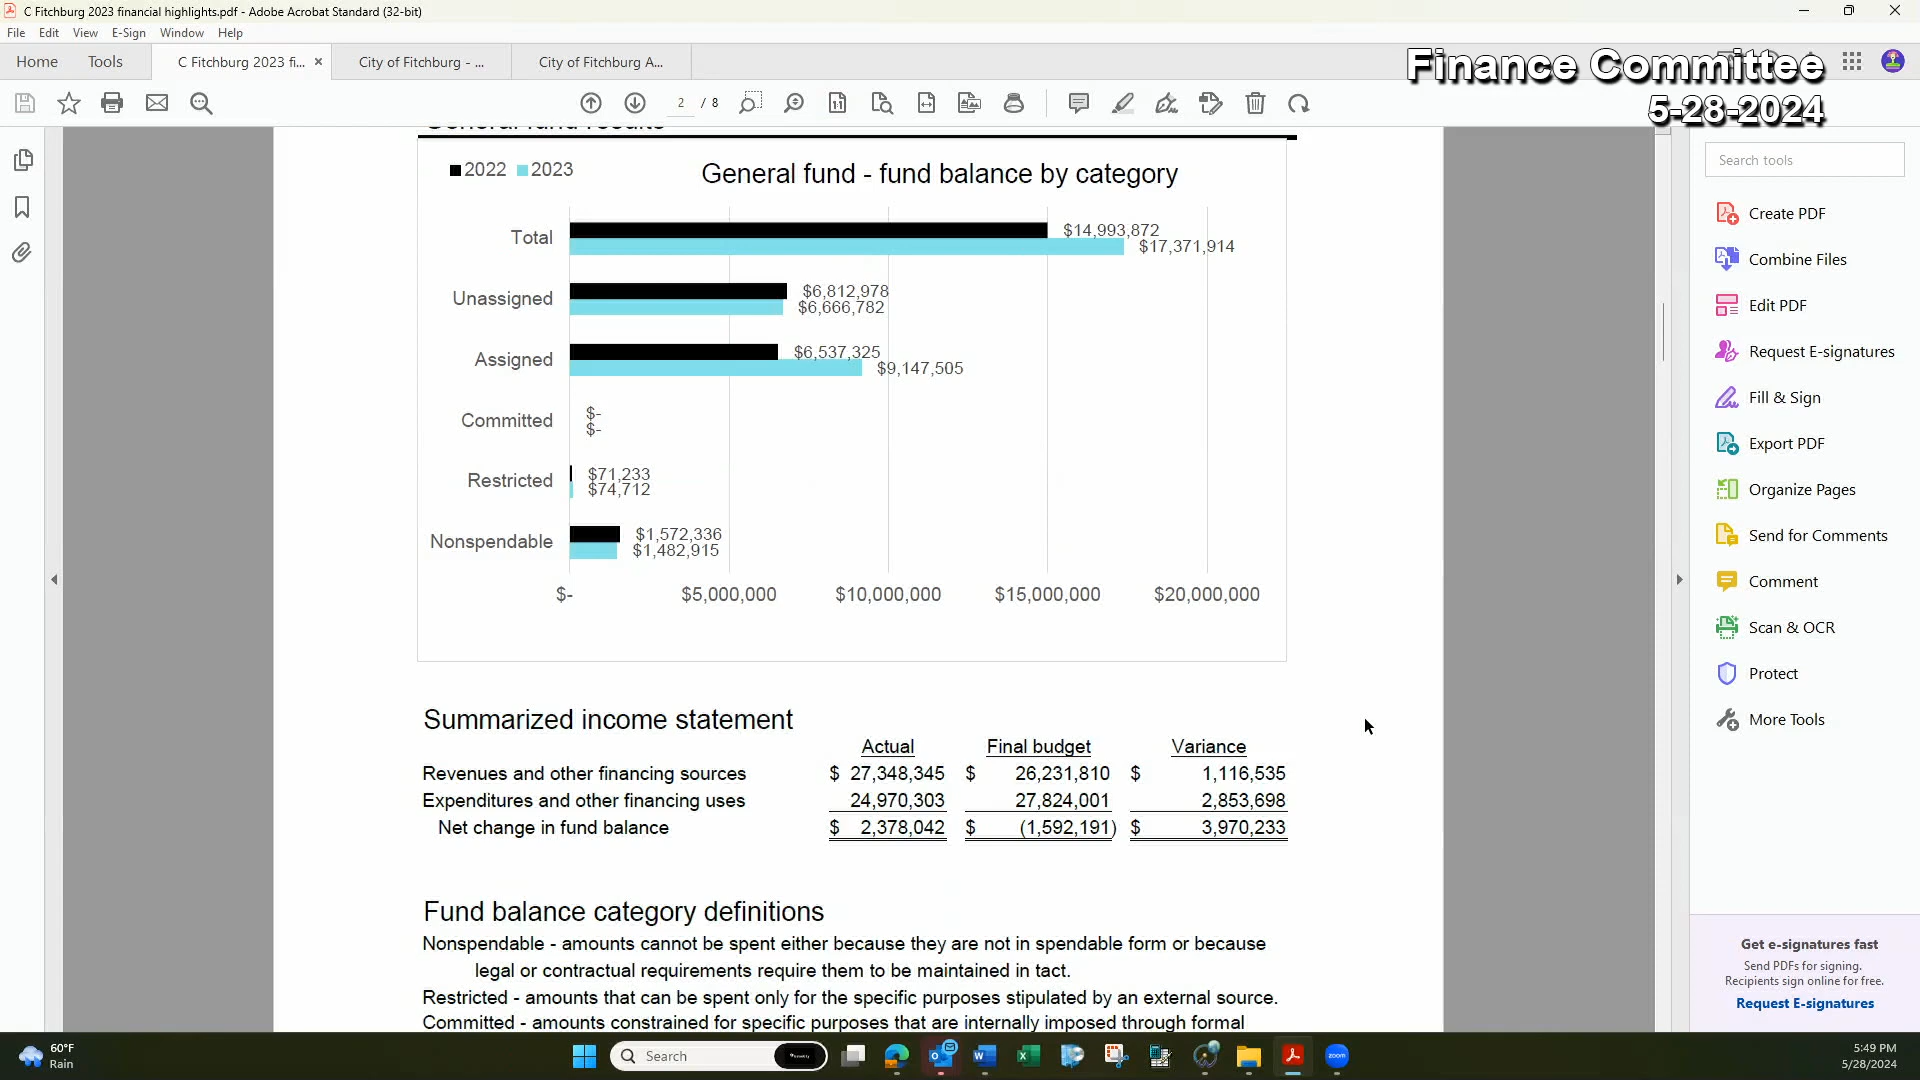 C Fitchburg 2023 financial highlights.pdf - Adobe Acrobat Standard (32-bit)
File Edit View E-Sign Window Help
Home Tools C Fitchburg 2023 fi... City of Fitchburg - ... City of Fitchburg A...
Finance Committee
5-28-2024
2 / 8
General fund results
Search tools
2022 2023 General fund - fund balance by category
Total $14,993,872
$17,371,914
Unassigned $6,812,978
$6,666,782
Assigned $6,537,325
$9,147,505
Committed $-
$-
Restricted $71,233
$74,712
Nonspendable $1,572,336
$1,482,915
$- $5,000,000 $10,000,000 $15,000,000 $20,000,000
Summarized income statement
Actual Final budget Variance
Revenues and other financing sources $ 27,348,345 $ 26,231,810 $ 1,116,535
Expenditures and other financing uses 24,970,303 27,824,001 2,853,698
Net change in fund balance $ 2,378,042 $ (1,592,191) $ 3,970,233
Fund balance category definitions
Nonspendable - amounts cannot be spent either because they are not in spendable form or because
legal or contractual requirements require them to be maintained in tact.
Restricted - amounts that can be spent only for the specific purposes stipulated by an external source.
Committed - amounts constrained for specific purposes that are internally imposed through formal
Create PDF
Combine Files
Edit PDF
Request E-signatures
Fill & Sign
Export PDF
Organize Pages
Send for Comments
Comment
Scan & OCR
Protect
More Tools
Get e-signatures fast
Send PDFs for signing.
Recipients sign online for free.
Request E-signatures
60°F
Rain
Search
zoom
5:49 PM
5/28/2024